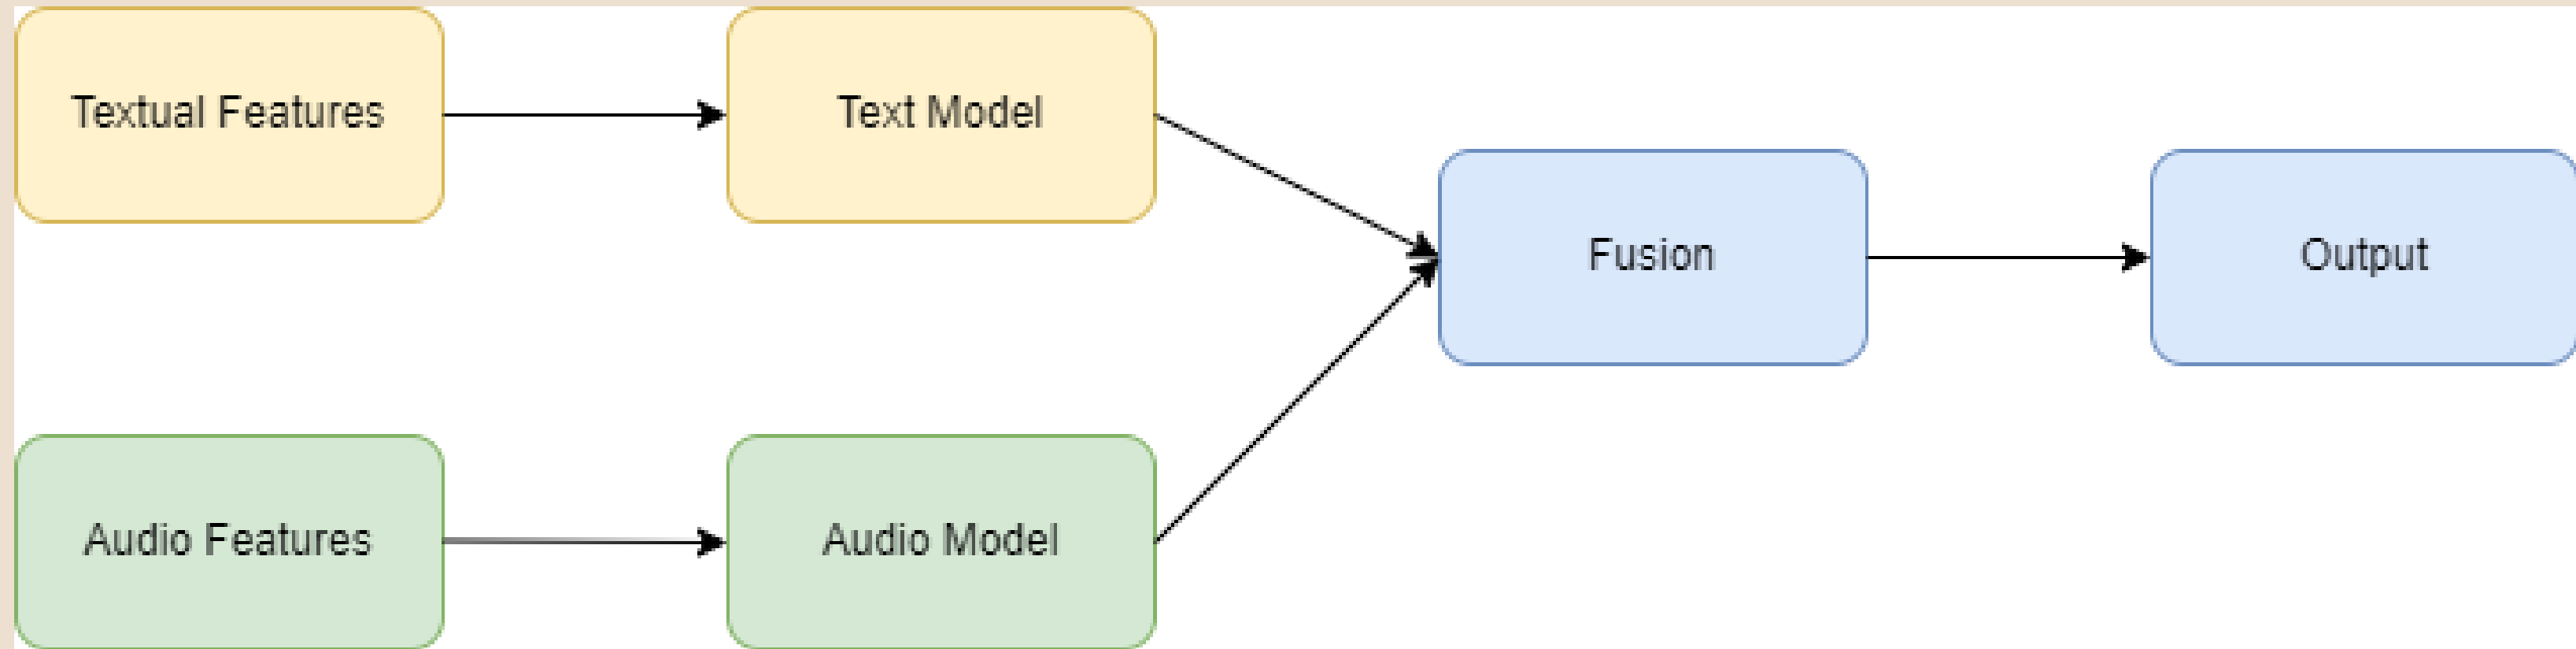 Textual Features
Text Model
Fusion
Output
Audio Features
Audio Model